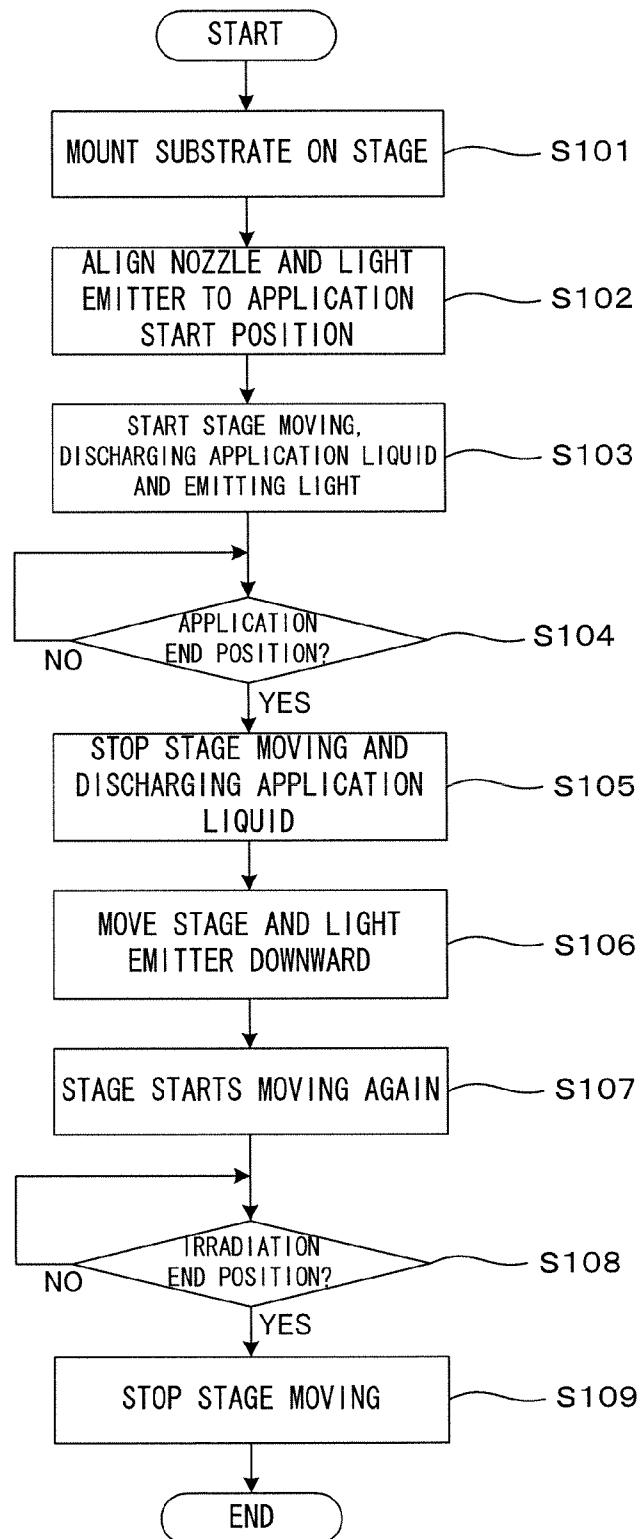 START
MOUNT SUBSTRATE ON STAGE
S101
ALIGN NOZZLE AND LIGHT
EMITTER TO APPLICATION
START POSITION
S102
START STAGE MOVING,
DISCHARGING APPLICATION LIQUID
AND EMITTING LIGHT
S103
APPLICATION
END POSITION?
S104
NO
YES
STOP STAGE MOVING AND
DISCHARGING APPLICATION
LIQUID
S105
MOVE STAGE AND LIGHT
EMITTER DOWNWARD
S106
STAGE STARTS MOVING AGAIN
S107
IRRADIATION
END POSITION?
S108
NO
YES
STOP STAGE MOVING
S109
END